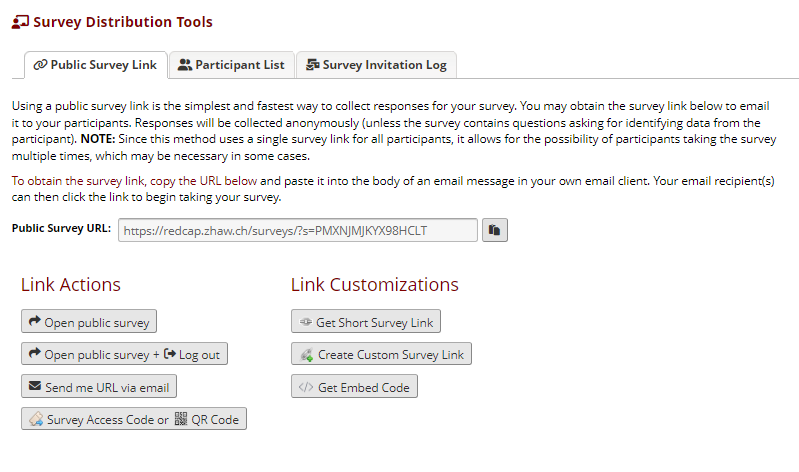 Survey Distribution Tools
Public Survey Link
Participant List
Survey Invitation Log
Using a public survey link is the simplest and fastest way to collect responses for your survey. You may obtain the survey link below to email
it to your participants. Responses will be collected anonymously (unless the survey contains questions asking for identifying data from the
participant). NOTE: Since this method uses a single survey link for all participants, it allows for the possibility of participants taking the survey
multiple times, which may be necessary in some cases.
To obtain the survey link, copy the URL below and paste it into the body of an email message in your own email client. Your email recipient(s)
can then click the link to begin taking your survey.
Public Survey URL: https://redcap.zhaw.ch/surveys/?s=PMXNJMJKYX98HCLT
Link Actions
Open public survey
Open public survey + Log out
Send me URL via email
Survey Access Code or QR Code
Link Customizations
Get Short Survey Link
Create Custom Survey Link
Get Embed Code